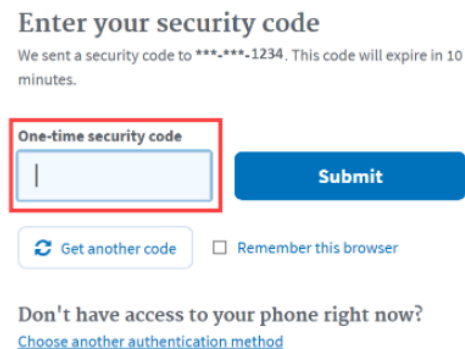 Enter your security code
We sent a security code to ***-***-1234. This code will expire in 10
minutes.
One-time security code
Submit
Get another code
Remember this browser
Don't have access to your phone right now?
Choose another authentication method